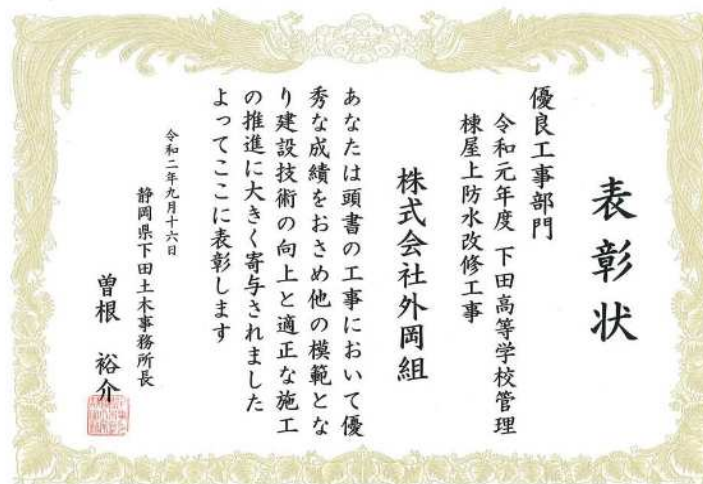 表彰状
優良工事部門
令和元年度 下田高等学校管理
棟屋上防水改修工事
株式会社外岡組
あなたは頭書の工事において優
秀な成績をおさめ他の模範とな
り建設技術の向上と適正な施工
の推進に大きく寄与されました
よってここに表彰します
令和二年九月十六日
静岡県下田土木事務所長
曽根 裕介